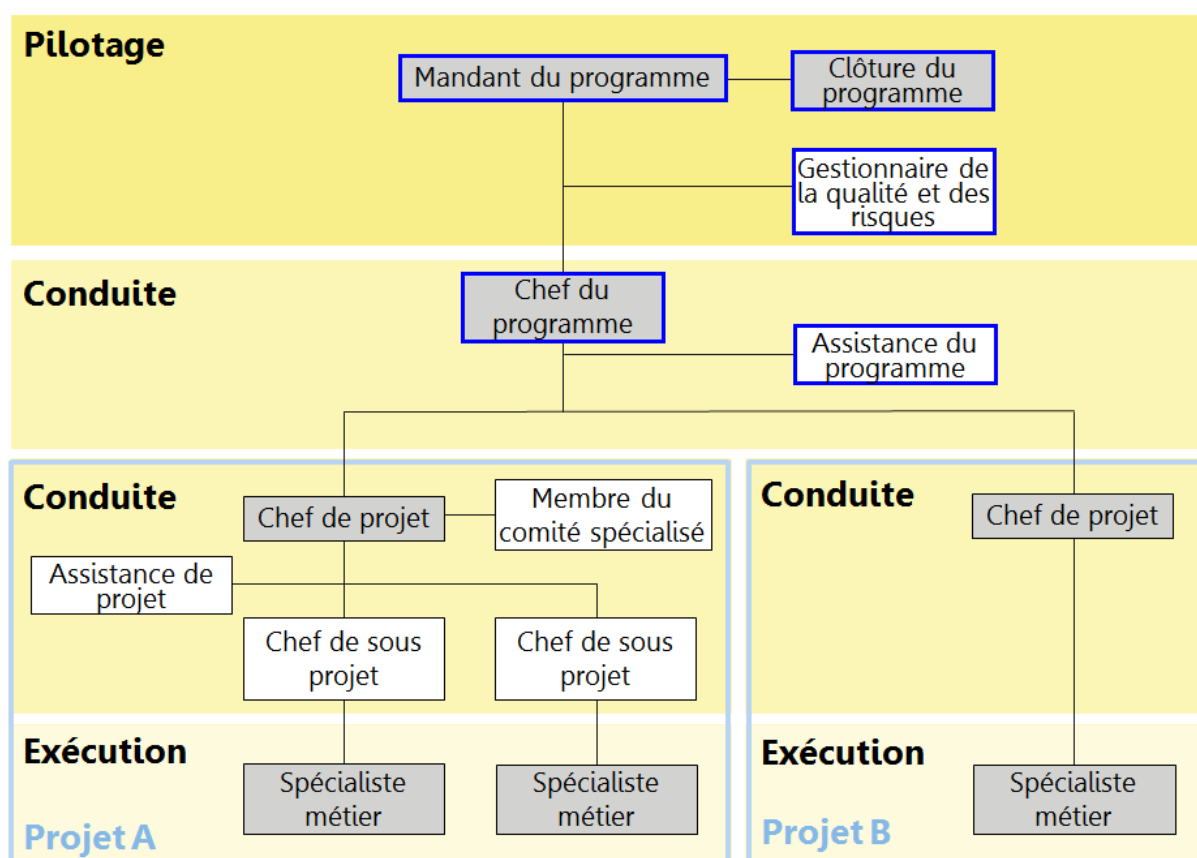 Pilotage
Mandant du programme
Clôture du
programme
Gestionnaire de
la qualité et des
risques
Conduite
Chef du
programme
Assistance du
programme
Conduite
Chef de projet
Membre du
comité spécialisé
Assistance de
projet
Chef de sous
projet
Chef de sous
projet
Exécution
Spécialiste
métier
Spécialiste
métier
Projet A
Conduite
Chef de projet
Exécution
Spécialiste
métier
Projet B